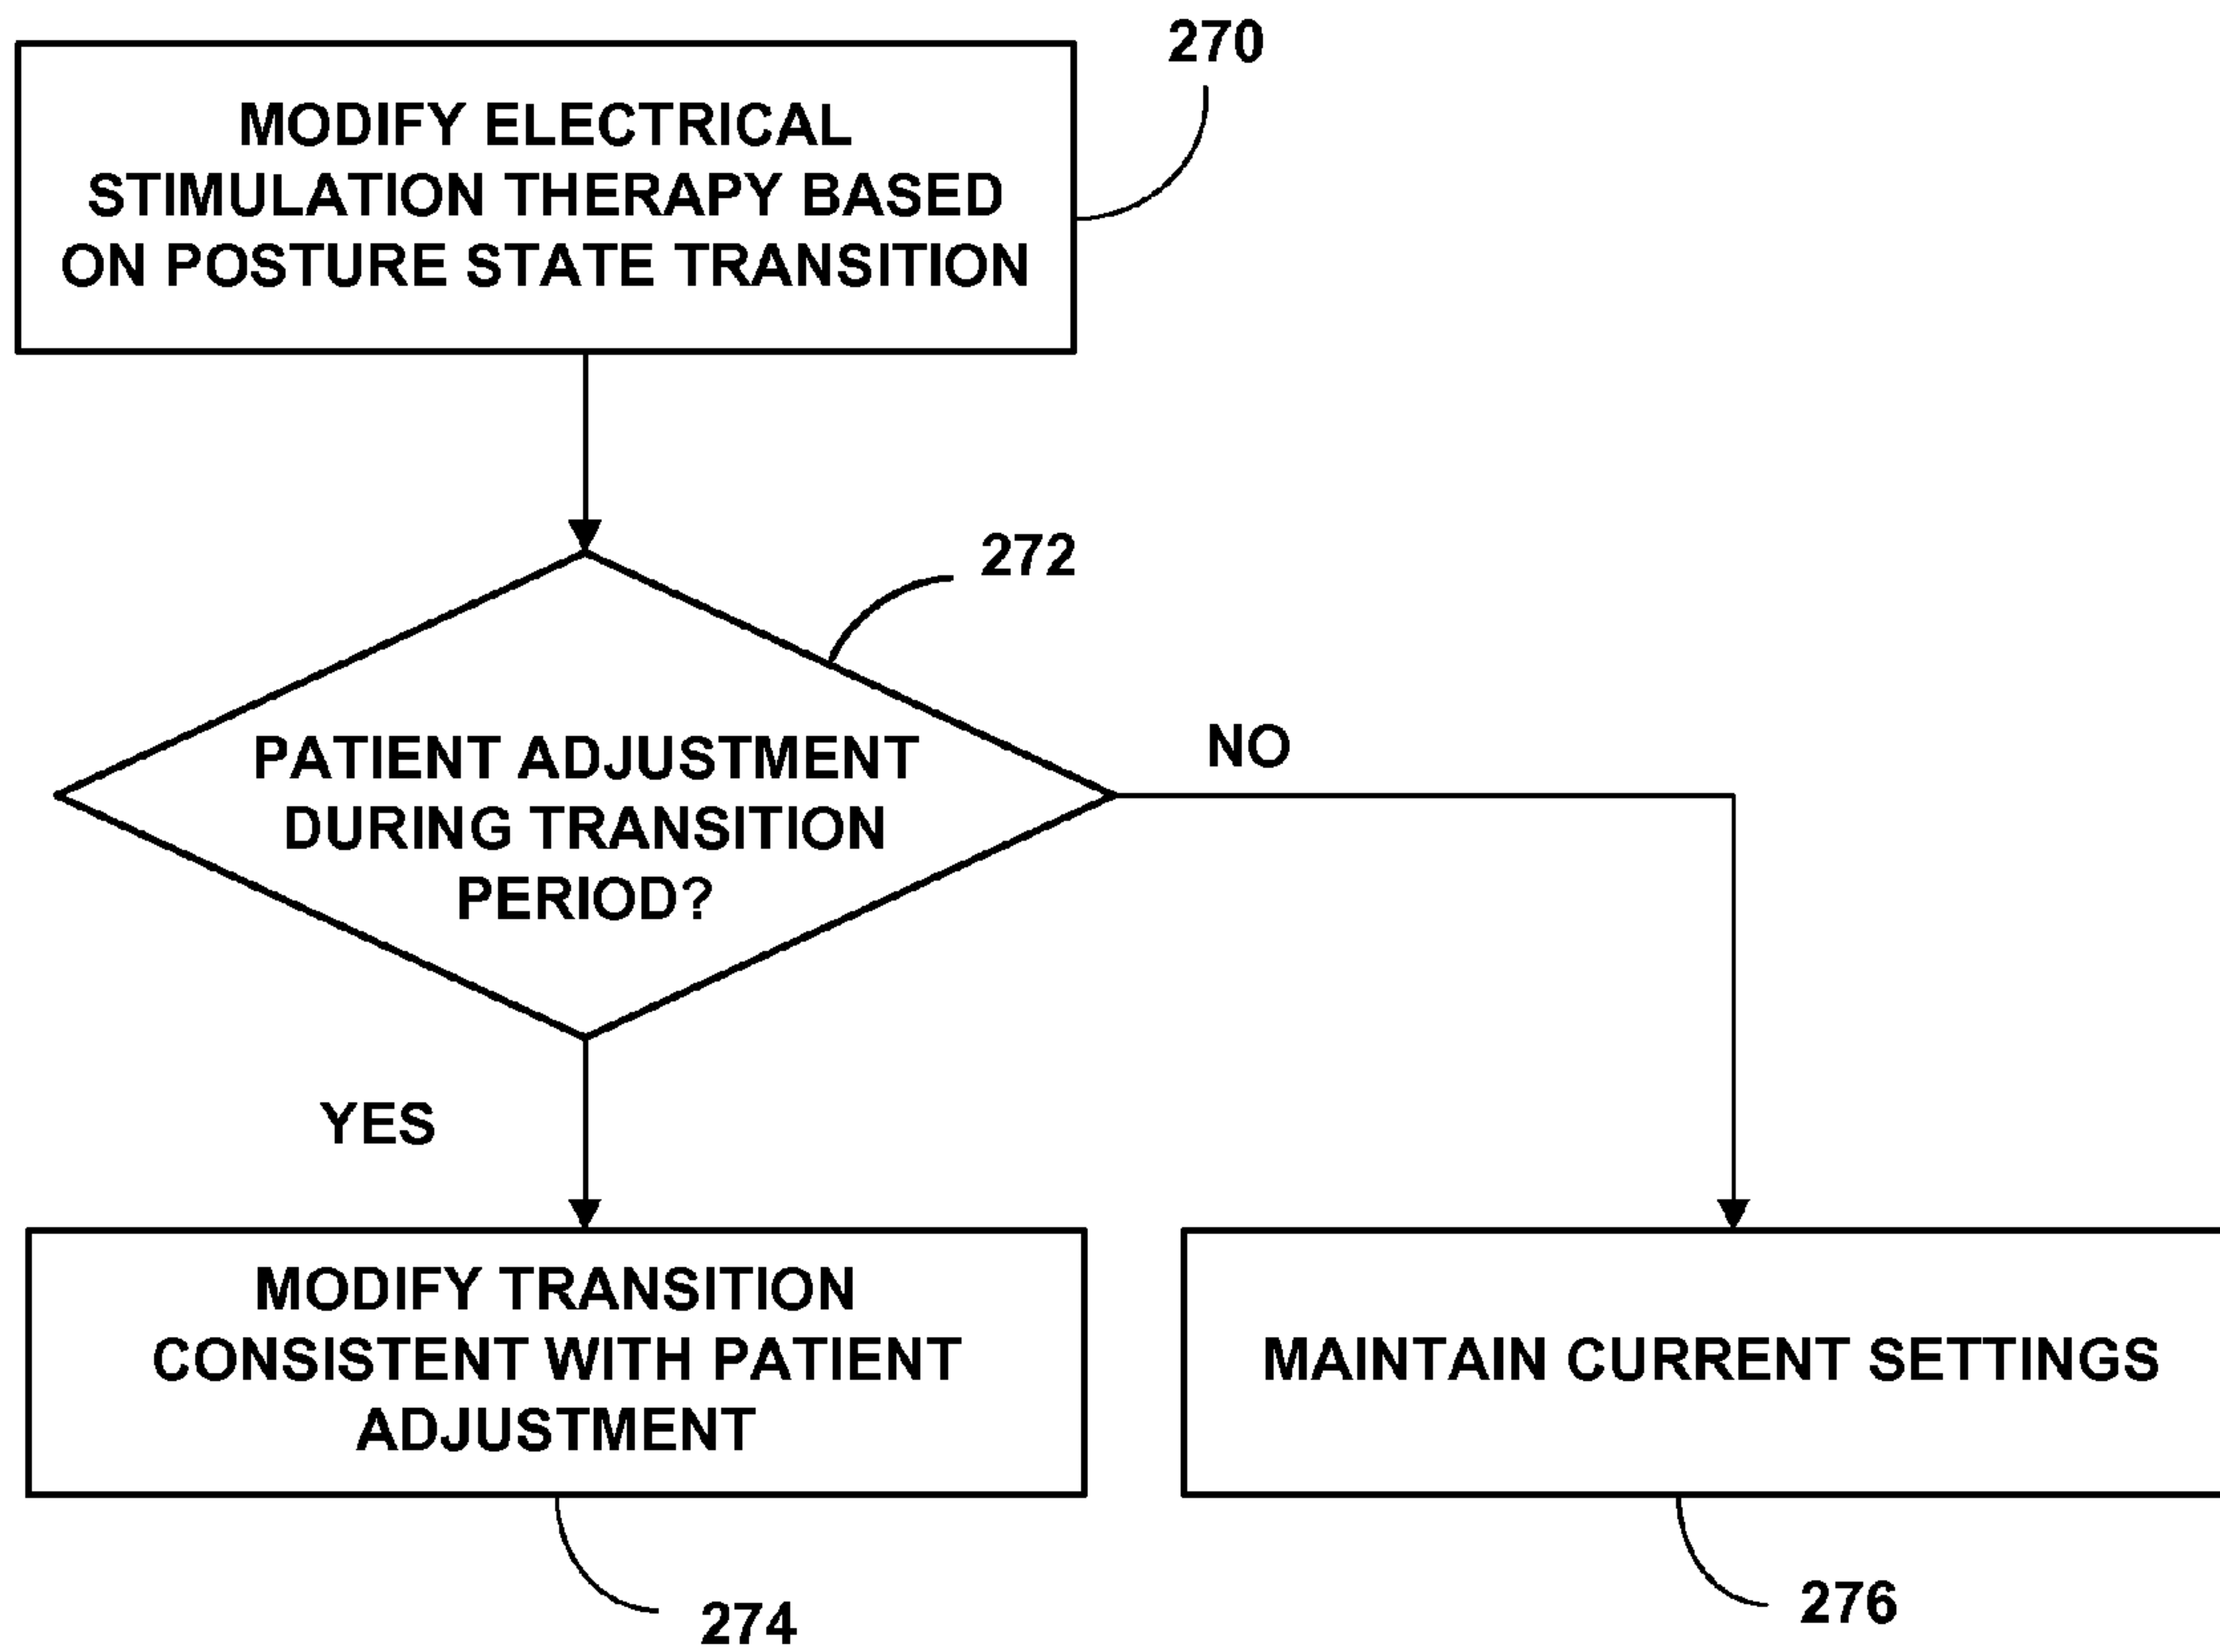 270
MODIFY ELECTRICAL
STIMULATION THERAPY BASED
ON POSTURE STATE TRANSITION
272
PATIENT ADJUSTMENT
DURING TRANSITION
PERIOD?
NO
YES
MODIFY TRANSITION
CONSISTENT WITH PATIENT
ADJUSTMENT
MAINTAIN CURRENT SETTINGS
274
276